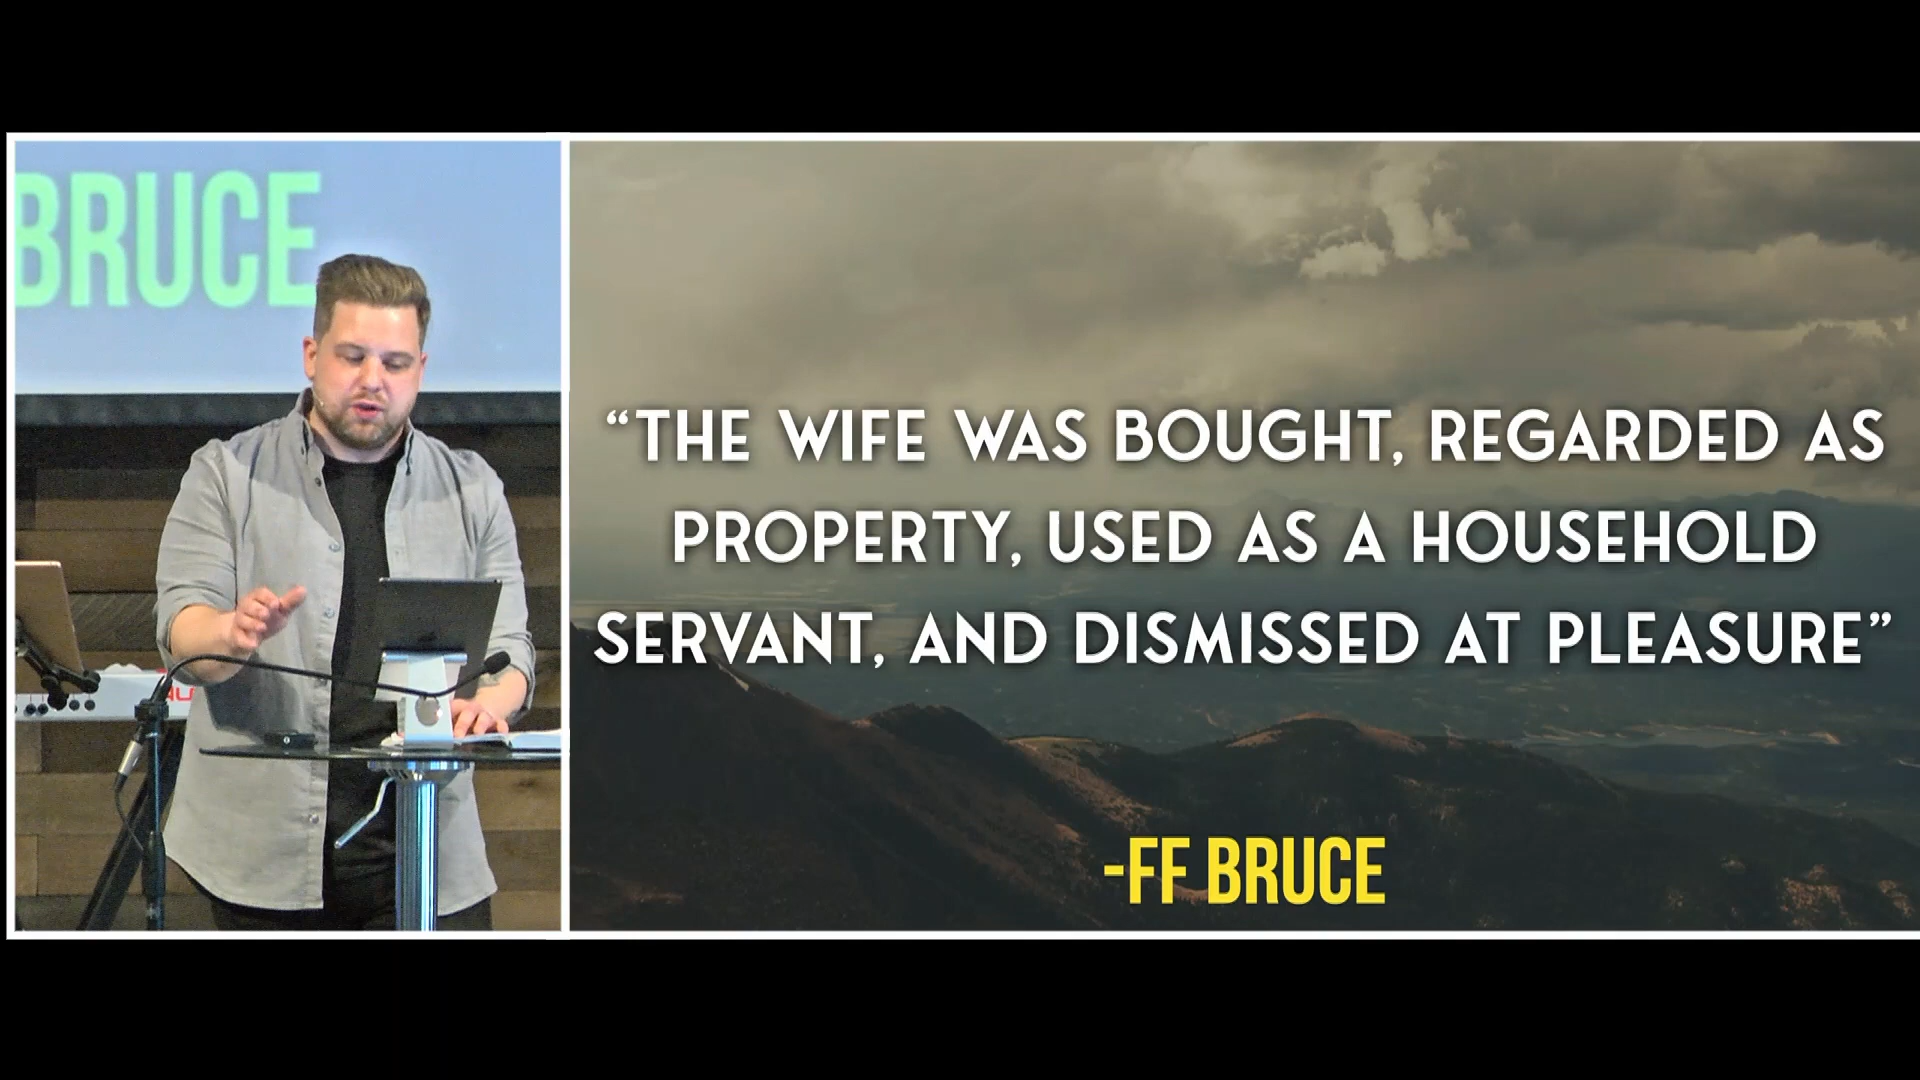 BRUCE
“THE WIFE WAS BOUGHT, REGARDED AS
PROPERTY, USED AS A HOUSEHOLD
SERVANT, AND DISMISSED AT PLEASURE”
-FF BRUCE